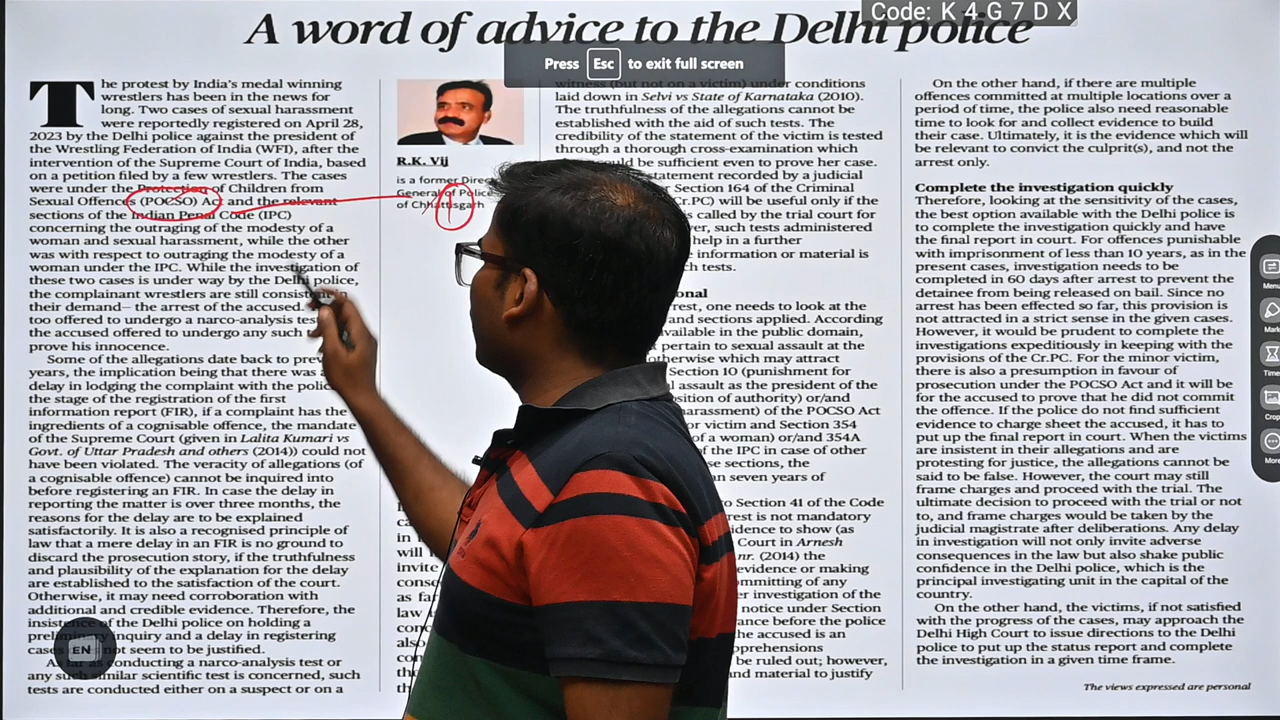 Code: K 4 G 7 D X
A word of advice to the Delhi police
Press Esc to exit full screen
The protest by India's medal winning
wrestlers has been in the news for
long. Two cases of sexual harassment
were reportedly registered on April 28,
2023 by the Delhi police against the president of
the Wrestling Federation of India (WFI), after the
intervention of the Supreme Court of India, based
on a petition filed by a few wrestlers. The cases
were under the Protection of Children from
Sexual Offences (POCSO) Act and the relevant
sections of the Indian Penal Code (IPC)
concerning the outraging of the modesty of a
woman and sexual harassment, while the other
was with respect to outraging the modesty of a
woman under the IPC. While the investigation of
these two cases is under way by the Delhi police,
the complainant wrestlers are still consistent in
their demand— the arrest of the accused.
too offered to undergo a narco-analysis
the accused offered to undergo any such
prove his innocence.
Some of the allegations date back to
years, the implication being that there was
delay in lodging the complaint with the
the stage of the registration of the first
information report (FIR), if a complaint has the
ingredients of a cognisable offence, the mandate
of the Supreme Court (given in Lalita Kumari vs
Govt. of Uttar Pradesh and others (2014)) could not
have been violated. The veracity of allegations (of
a cognisable offence) cannot be inquired into
before registering an FIR. In case the delay in
reporting the matter is over three months, the
reasons for the delay are to be explained
satisfactorily. It is also a recognised principle of
law that a mere delay in an FIR is no ground to
discard the prosecution story, if the truthfulness
and plausibility of the explanation for the delay
are established to the satisfaction of the court.
Otherwise, it may need corroboration with
additional and credible evidence. Therefore, the
insistence of the Delhi police on holding a
preliminary inquiry and a delay in registering
cases not seem to be justified.
As far as conducting a narco-analysis test or
any such similar scientific test is concerned, such
tests are conducted either on a suspect or on a
EN
R.K. Vij
is a former
General of Police
of Chhattisgarh
1
witness (but not on a victim) under conditions
laid down in Selvi vs State of Karnataka (2010).
The truthfulness of the allegations cannot be
established with the aid of such tests. The
credibility of the statement of the victim is tested
through a thorough cross-examination which
could be sufficient even to prove her case.
statement recorded by a judicial
Section 164 of the Criminal
will be useful only if the
is called by the trial court for
such tests administered
help in a further
information or material is
tests.
one needs to look at the
and sections applied. According
available in the public domain,
pertain to sexual assault at the
otherwise which may attract
Section 10 (punishment for
assault as the president of the
of authority) or/and
of the POCSO Act
victim and Section 354
of a woman) or/and 354A
of the IPC in case of other
sections, the
seven years of
to Section 41 of the Code
is not mandatory
to show (as
Court in Arnesh
(2014) the
evidence or making
of any
investigation of the
will
notice under Section
invite
before the police
as
the accused is an
law
be ruled out; however,
and material to justify
On the other hand, if there are multiple
offences committed at multiple locations over a
period of time, the police also need reasonable
time to look for and collect evidence to build
their case. Ultimately, it is the evidence which will
be relevant to convict the culprit(s), and not the
arrest only.
Complete the investigation quickly
Therefore, looking at the sensitivity of the cases,
the best option available with the Delhi police is
to complete the investigation quickly and have
the final report in court. For offences punishable
with imprisonment of less than 10 years, as in the
present cases, investigation needs to be
completed in 60 days after arrest to prevent the
detainee from being released on bail. Since no
arrest has been effected so far, this provision is
not attracted in a strict sense in the given cases.
However, it would be prudent to complete the
investigations expeditiously in keeping with the
provisions of the Cr.PC. For the minor victim,
there is also a presumption in favour of
prosecution under the POCSO Act and it will be
for the accused to prove that he did not commit
the offence. If the police do not find sufficient
evidence to charge sheet the accused, it has to
put up the final report in court. When the victims
are insistent in their allegations and are
protesting for justice, the allegations cannot be
said to be false. However, the court may still
frame charges and proceed with the trial. The
ultimate decision to proceed with the trial or not
to, and frame charges would be taken by the
judicial magistrate after deliberations. Any delay
in investigation will not only invite adverse
consequences in the law but also shake public
confidence in the Delhi police, which is the
principal investigating unit in the capital of the
country.
On the other hand, the victims, if not satisfied
with the progress of the cases, may approach the
Delhi High Court to issue directions to the Delhi
police to put up the status report and complete
the investigation in a given time frame.
The views expressed are personal
Menu
Mark
Time
Crop
More